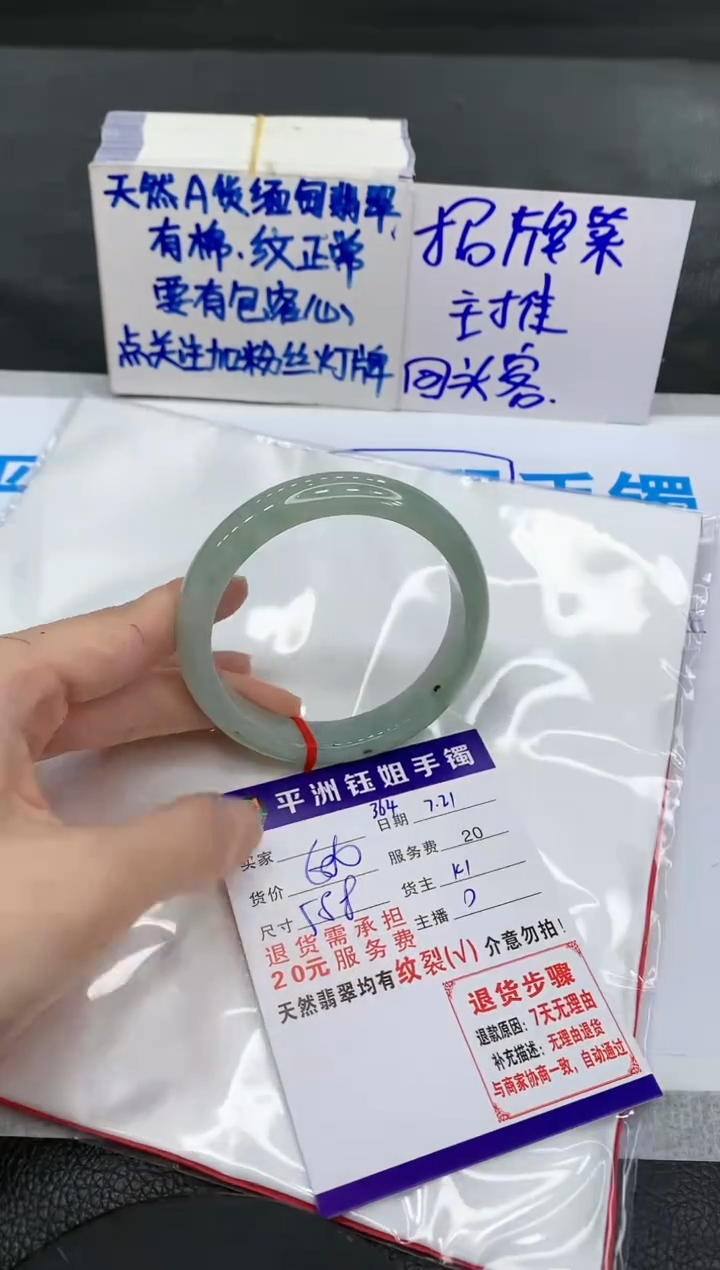 天然A货缅甸翡翠
有棉、纹正常
要有包容心
点关注加粉丝灯牌
招牌菜
主推
回头客.
手镯
平洲钰姐手镯
364
日期 7.21
买家
服务费 20
货价
货主 K1
尺寸 558
主播 D
退货需承担
20元服务费
天然翡翠均有纹裂(√) 介意勿拍!
退货步骤
退款原因：7天无理由
补充描述：无理由退货
与商家协商一致，自动通过